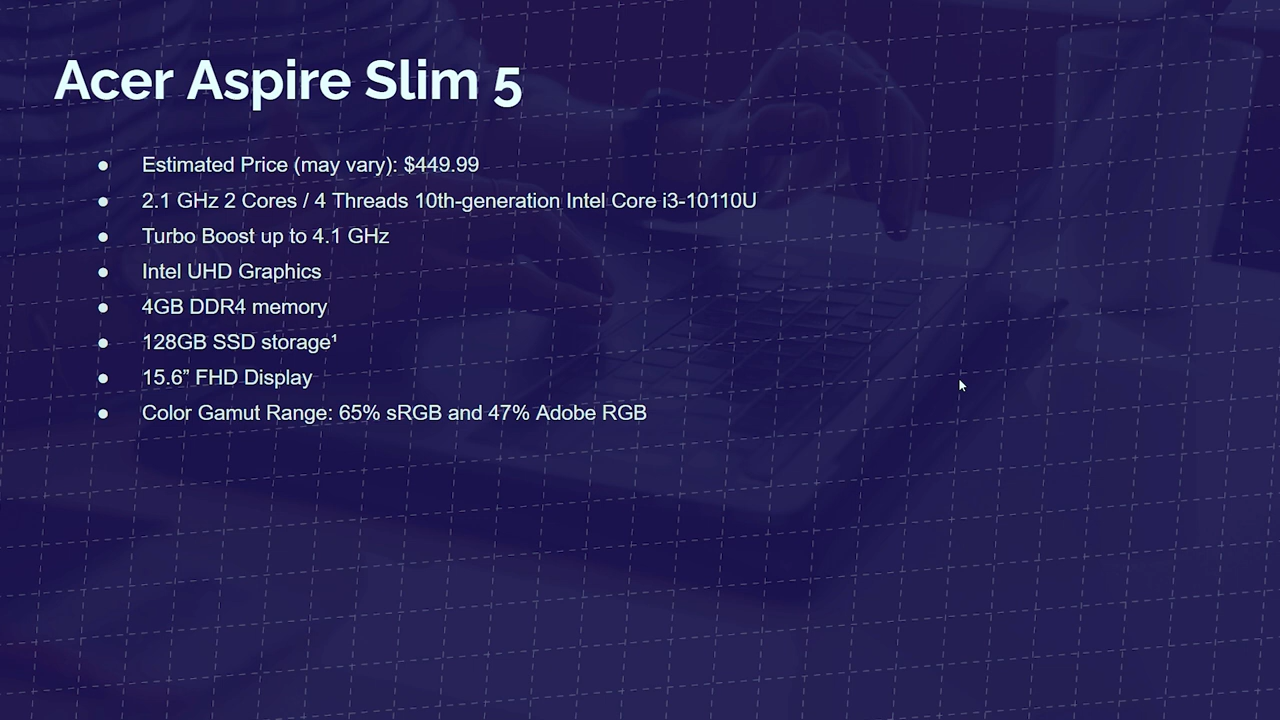 Acer Aspire Slim 5
● Estimated Price (may vary): $449.99
● 2.1 GHz 2 Cores / 4 Threads 10th-generation Intel Core i3-10110U
● Turbo Boost up to 4.1 GHz
● Intel UHD Graphics
● 4GB DDR4 memory
● 128GB SSD storage¹
● 15.6” FHD Display
● Color Gamut Range: 65% sRGB and 47% Adobe RGB